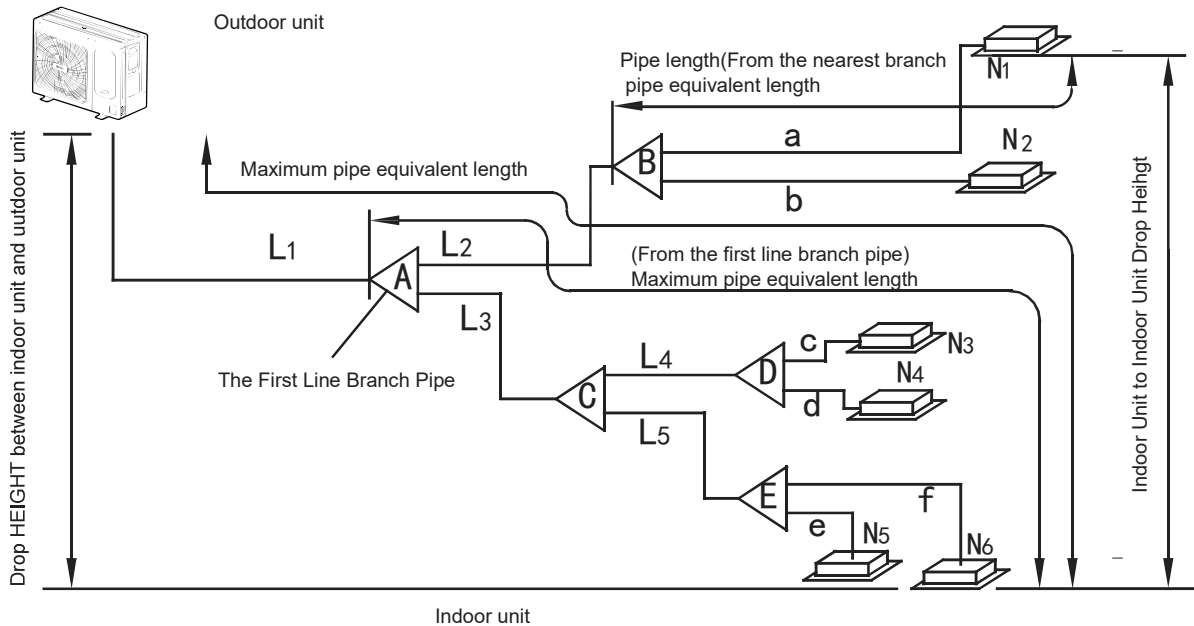 Outdoor unit
Pipe length(From the nearest branch
pipe equivalent length
N1
a
N2
B
b
Maximum pipe equivalent length
L1
L2
A
(From the first line branch pipe)
Maximum pipe equivalent length
L3
The First Line Branch Pipe
L4
C
L5
c
D
d
N3
N4
E
f
e
N5
N6
Drop HEIGHT between indoor unit and uutdoor unit
Indoor Unit to Indoor Unit Drop Heihgt
Indoor unit